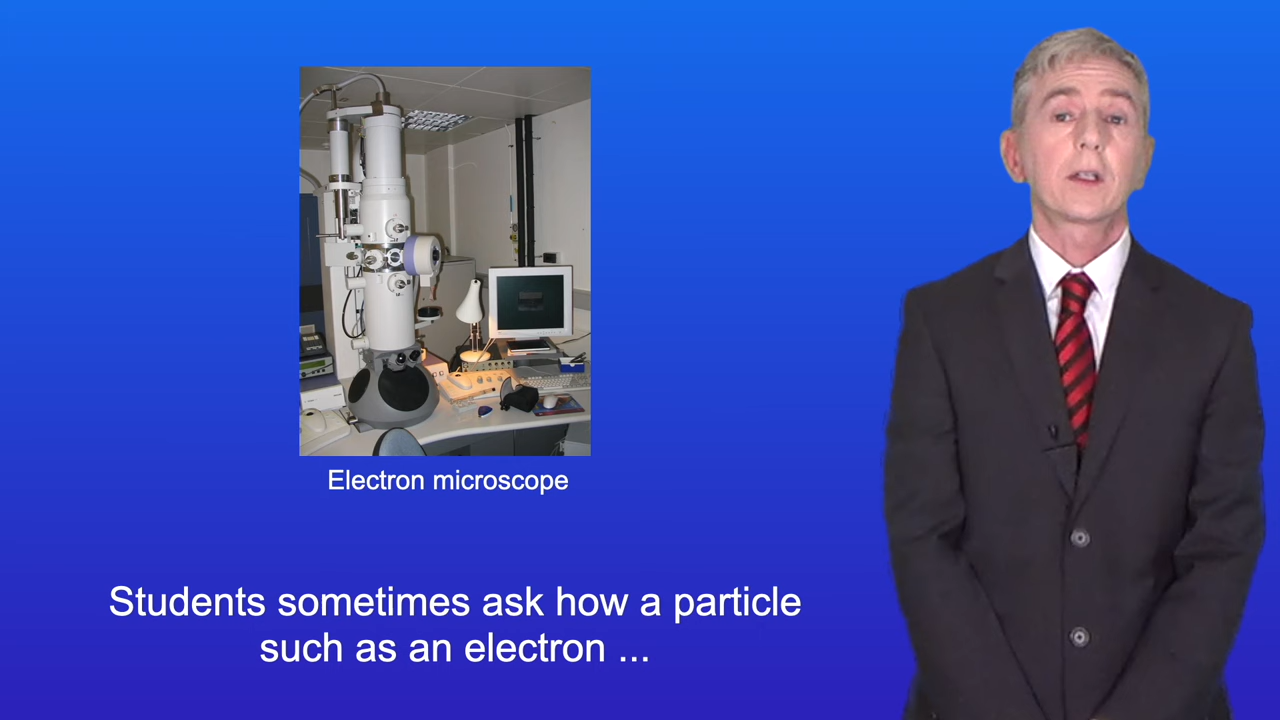 Electron microscope
Students sometimes ask how a particle
such as an electron ...